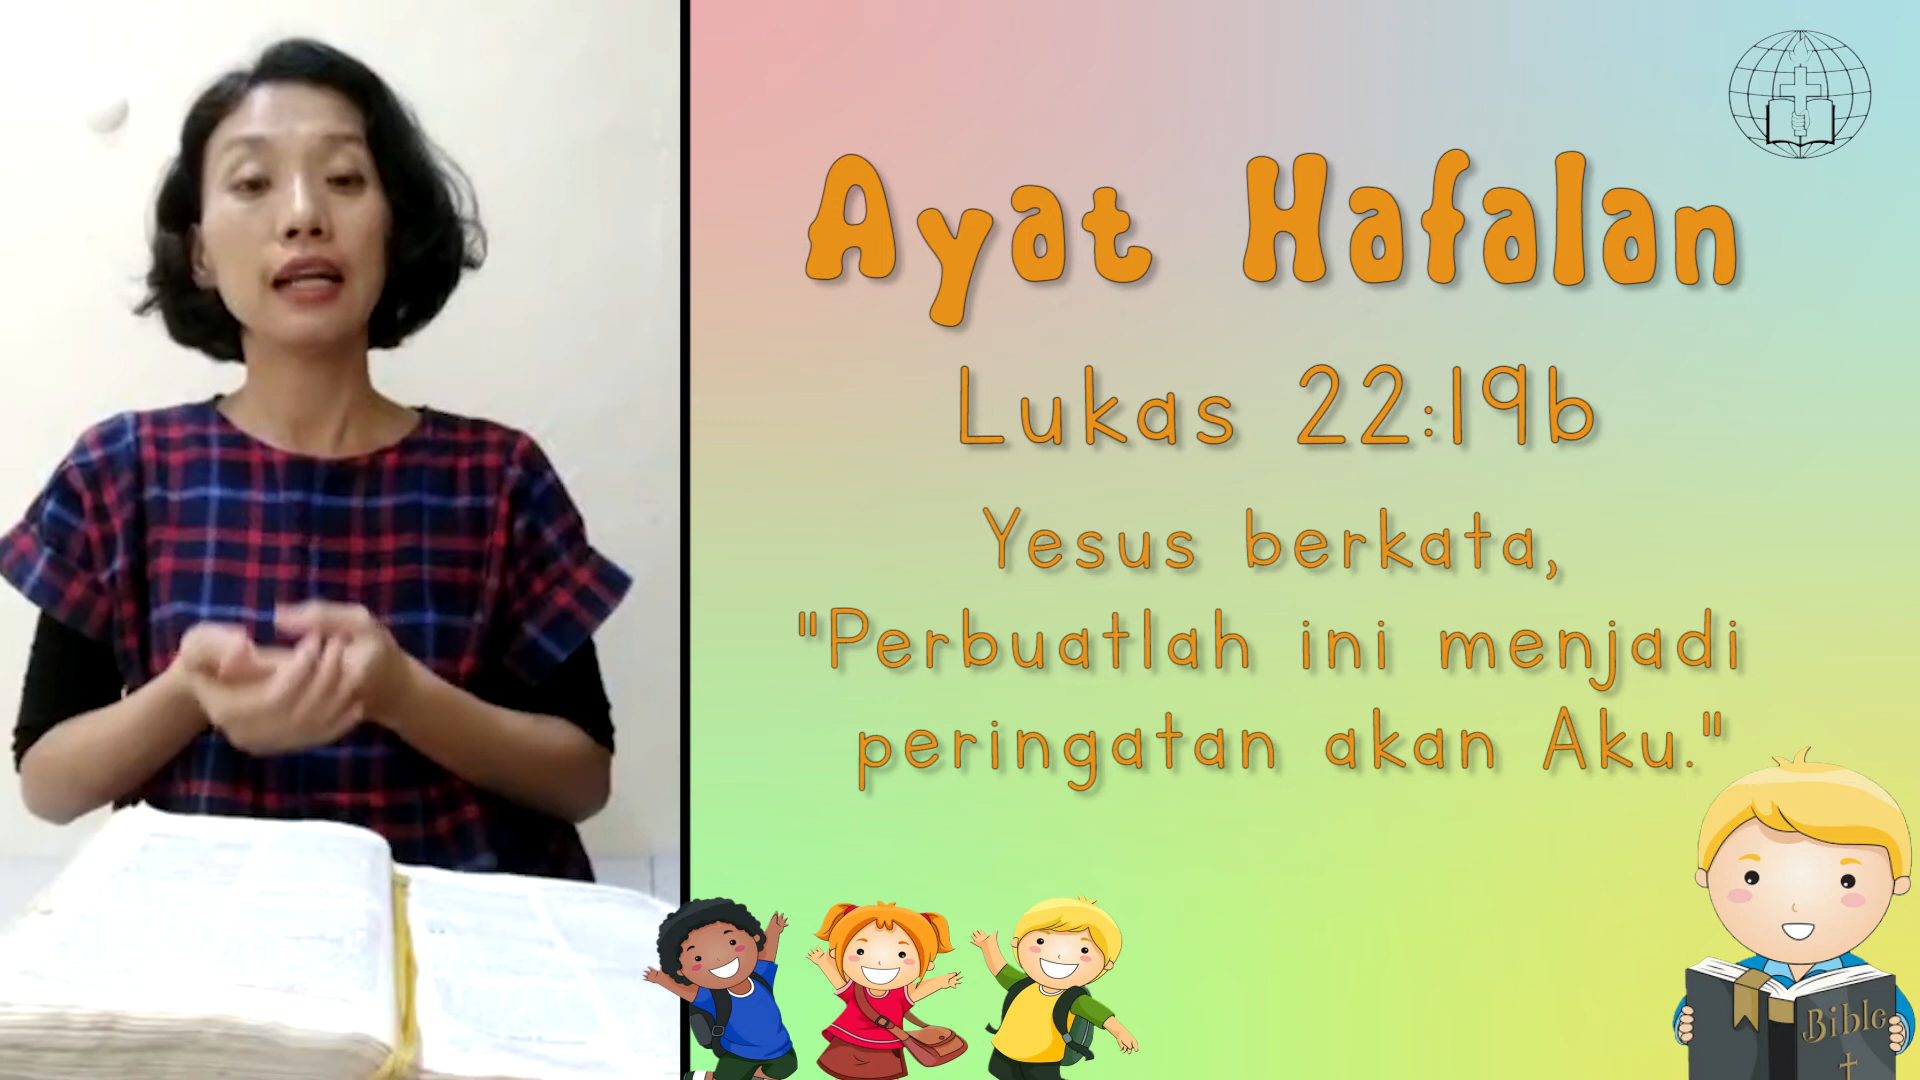 Ayat Hafalan
Lukas 22:19b
Yesus berkata,
"Perbuatlah ini menjadi
peringatan akan Aku."
Bible